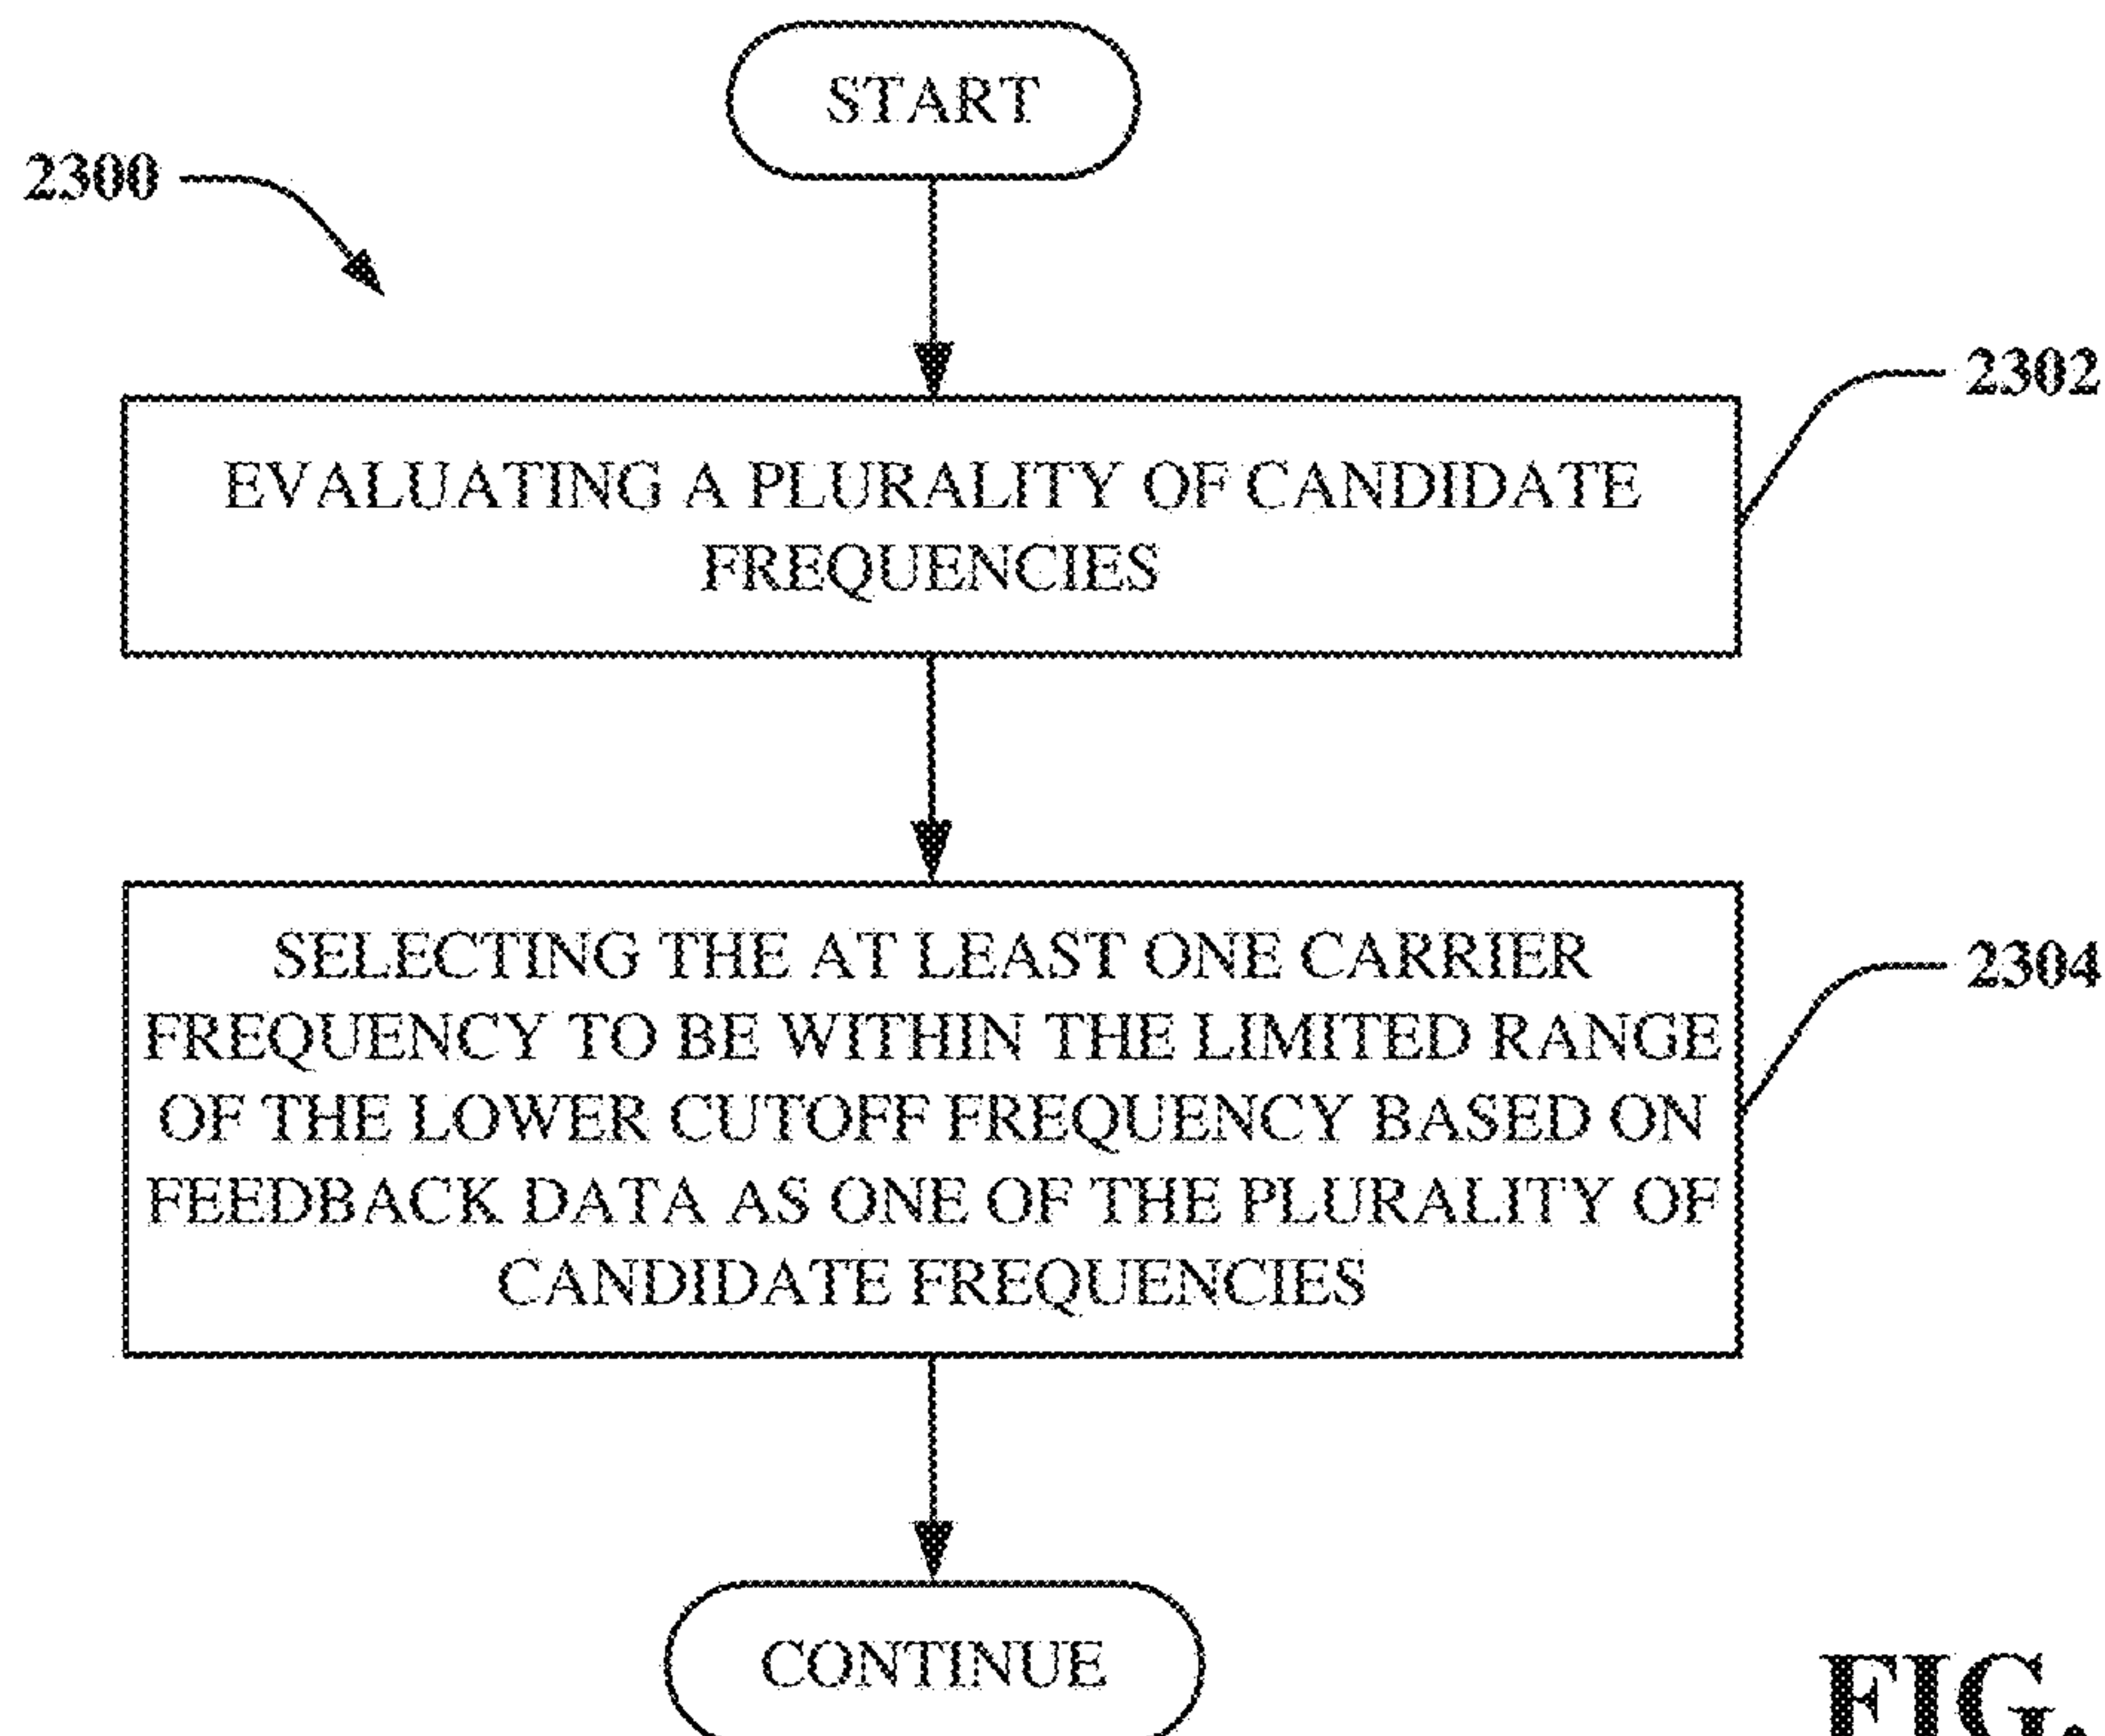 START
2300
2302
EVALUATING A PLURALITY OF CANDIDATE
FREQUENCIES
SELECTING THE AT LEAST ONE CARRIER
FREQUENCY TO BE WITHIN THE LIMITED RANGE
OF THE LOWER CUTOFF FREQUENCY BASED ON
FEEDBACK DATA AS ONE OF THE PLURALITY OF
CANDIDATE FREQUENCIES
2304
CONTINUE
FIG.